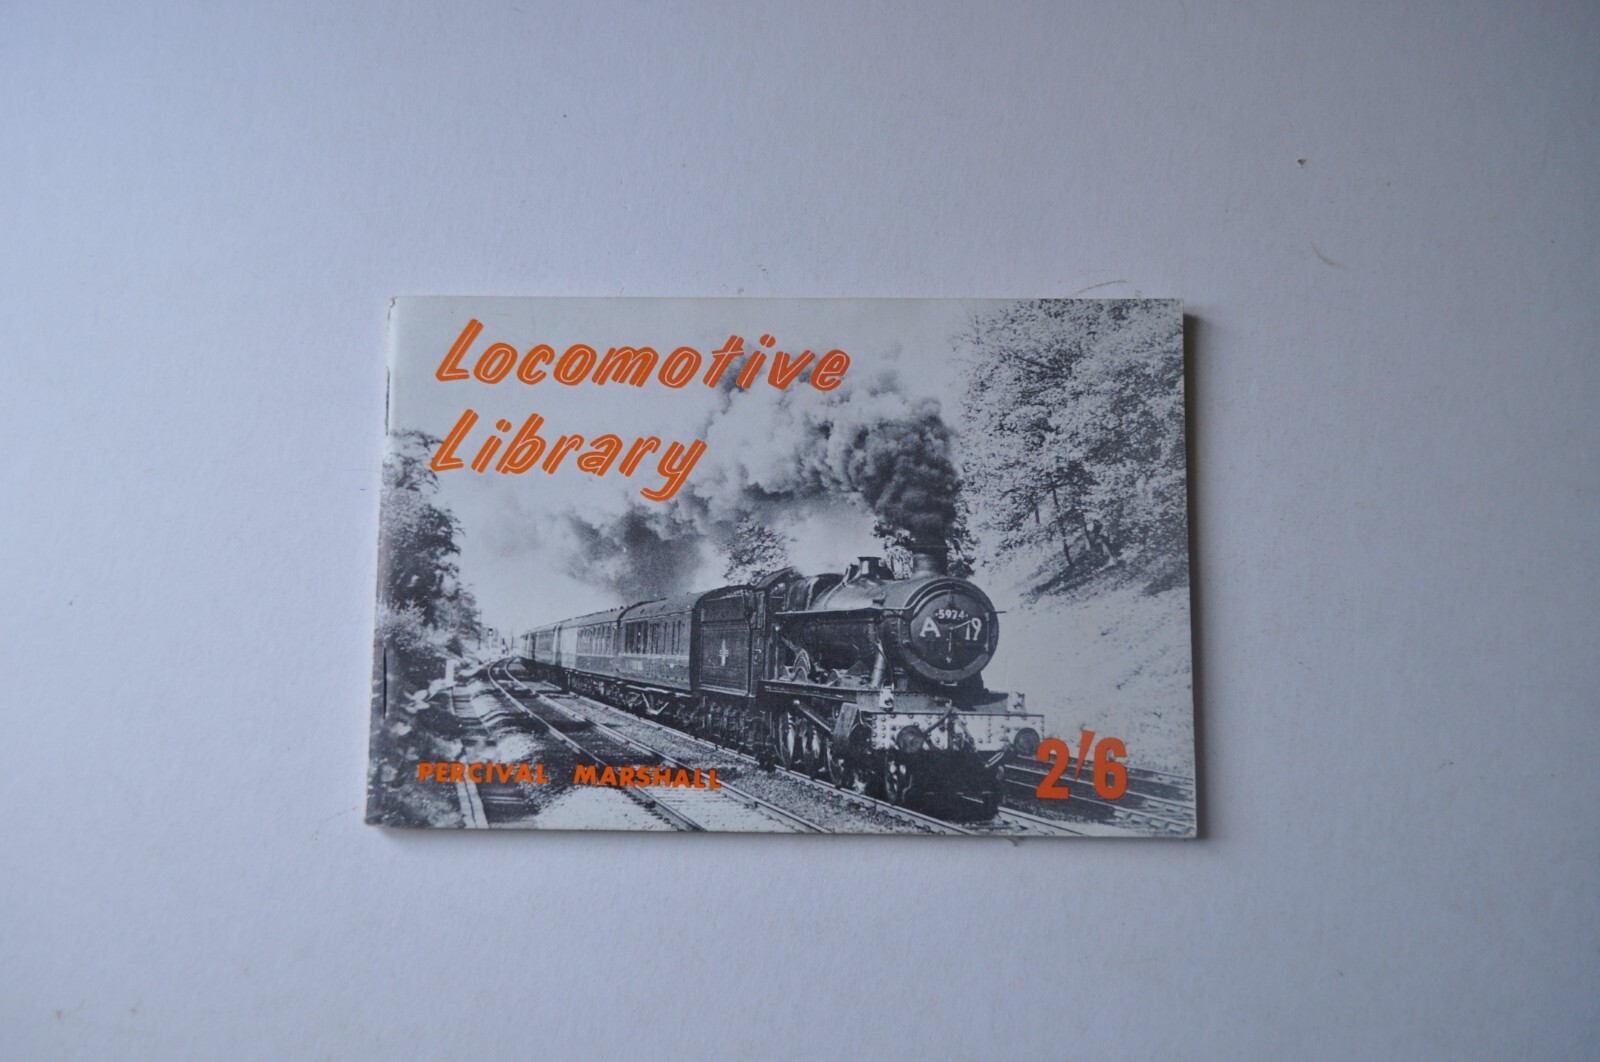 Locomotive
Library
·5974·
A 19
PERCIVAL MARSHALL
2'6